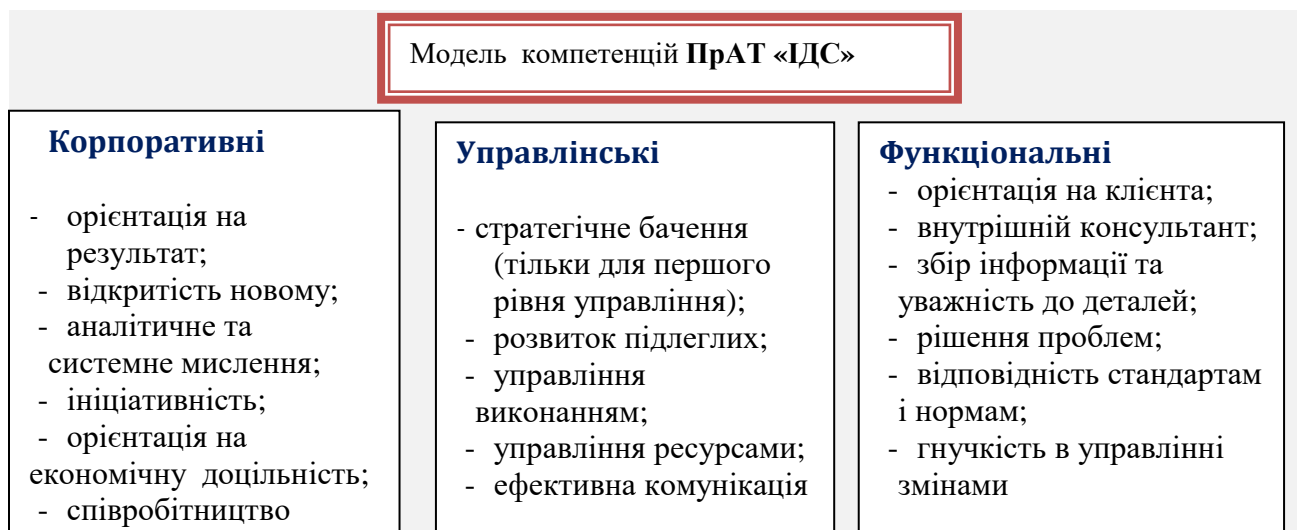 Модель компетенцій ПрАТ «ІДС»
Корпоративні
- орієнтація на
результат;
- відкритість новому;
- аналітичне та
системне мислення;
- ініціативність;
- орієнтація на
економічну доцільність;
- співробітництво
Управлінські
- стратегічне бачення
(тільки для першого
рівня управління);
- розвиток підлеглих;
- управління
виконанням;
- управління ресурсами;
- ефективна комунікація
Функціональні
- орієнтація на клієнта;
- внутрішній консультант;
- збір інформації та
уважність до деталей;
- рішення проблем;
- відповідність стандартам
і нормам;
- гнучкість в управлінні
змінами